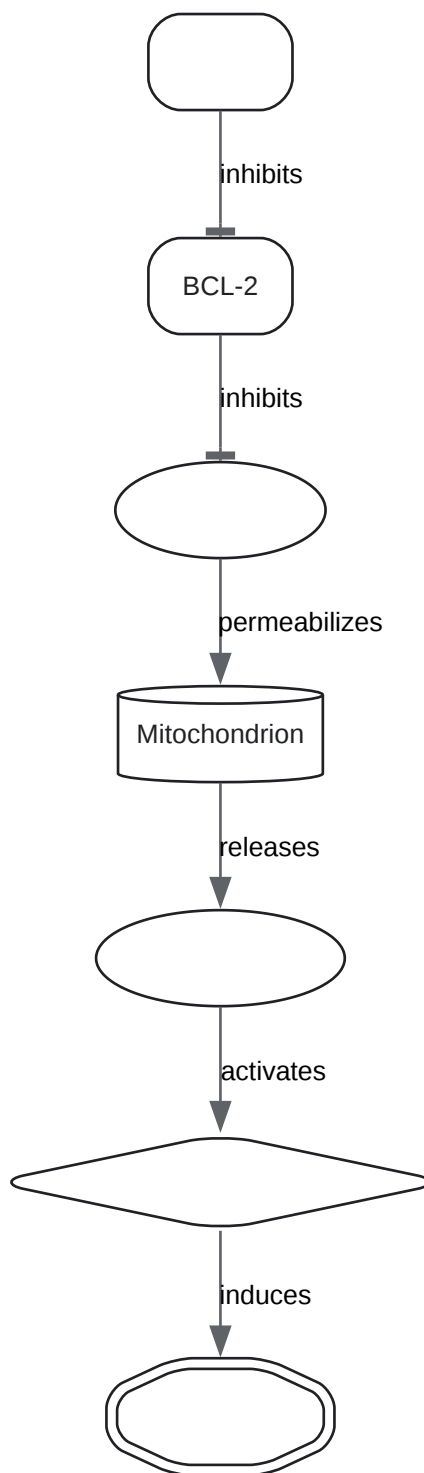 inhibits
BCL-2
inhibits
permeabilizes
Mitochondrion
releases
activates
induces